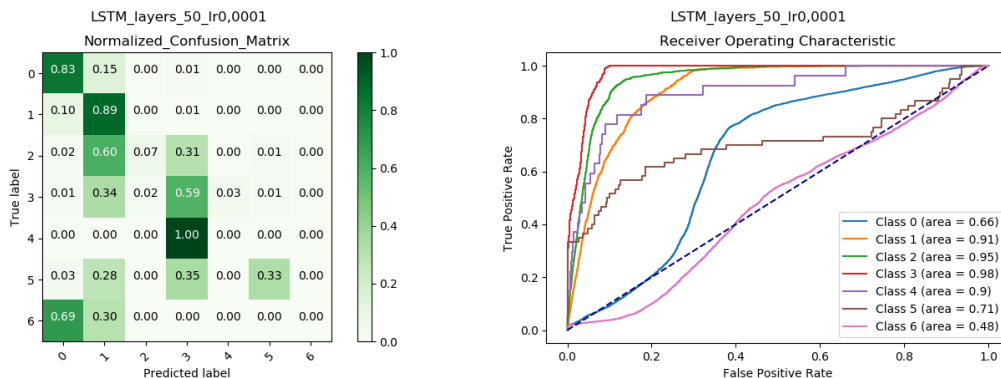 LSTM_layers_50_lr0,0001
Normalized_Confusion_Matrix
True label
0 0.83 0.15 0.00 0.01 0.00 0.00 0.00
1 0.10 0.89 0.00 0.01 0.00 0.00 0.00
2 0.02 0.60 0.07 0.31 0.00 0.01 0.00
3 0.01 0.34 0.02 0.59 0.03 0.01 0.00
4 0.00 0.00 0.00 1.00 0.00 0.00 0.00
5 0.03 0.28 0.00 0.35 0.00 0.33 0.00
6 0.69 0.30 0.00 0.00 0.00 0.00 0.00
0 1 2 3 4 5 6
Predicted label
1.0
0.8
0.6
0.4
0.2
0.0
LSTM_layers_50_lr0,0001
Receiver Operating Characteristic
True Positive Rate
1.0
0.8
0.6
0.4
0.2
0.0
Class 0 (area = 0.66)
Class 1 (area = 0.91)
Class 2 (area = 0.95)
Class 3 (area = 0.98)
Class 4 (area = 0.9)
Class 5 (area = 0.71)
Class 6 (area = 0.48)
0.0 0.2 0.4 0.6 0.8 1.0
False Positive Rate